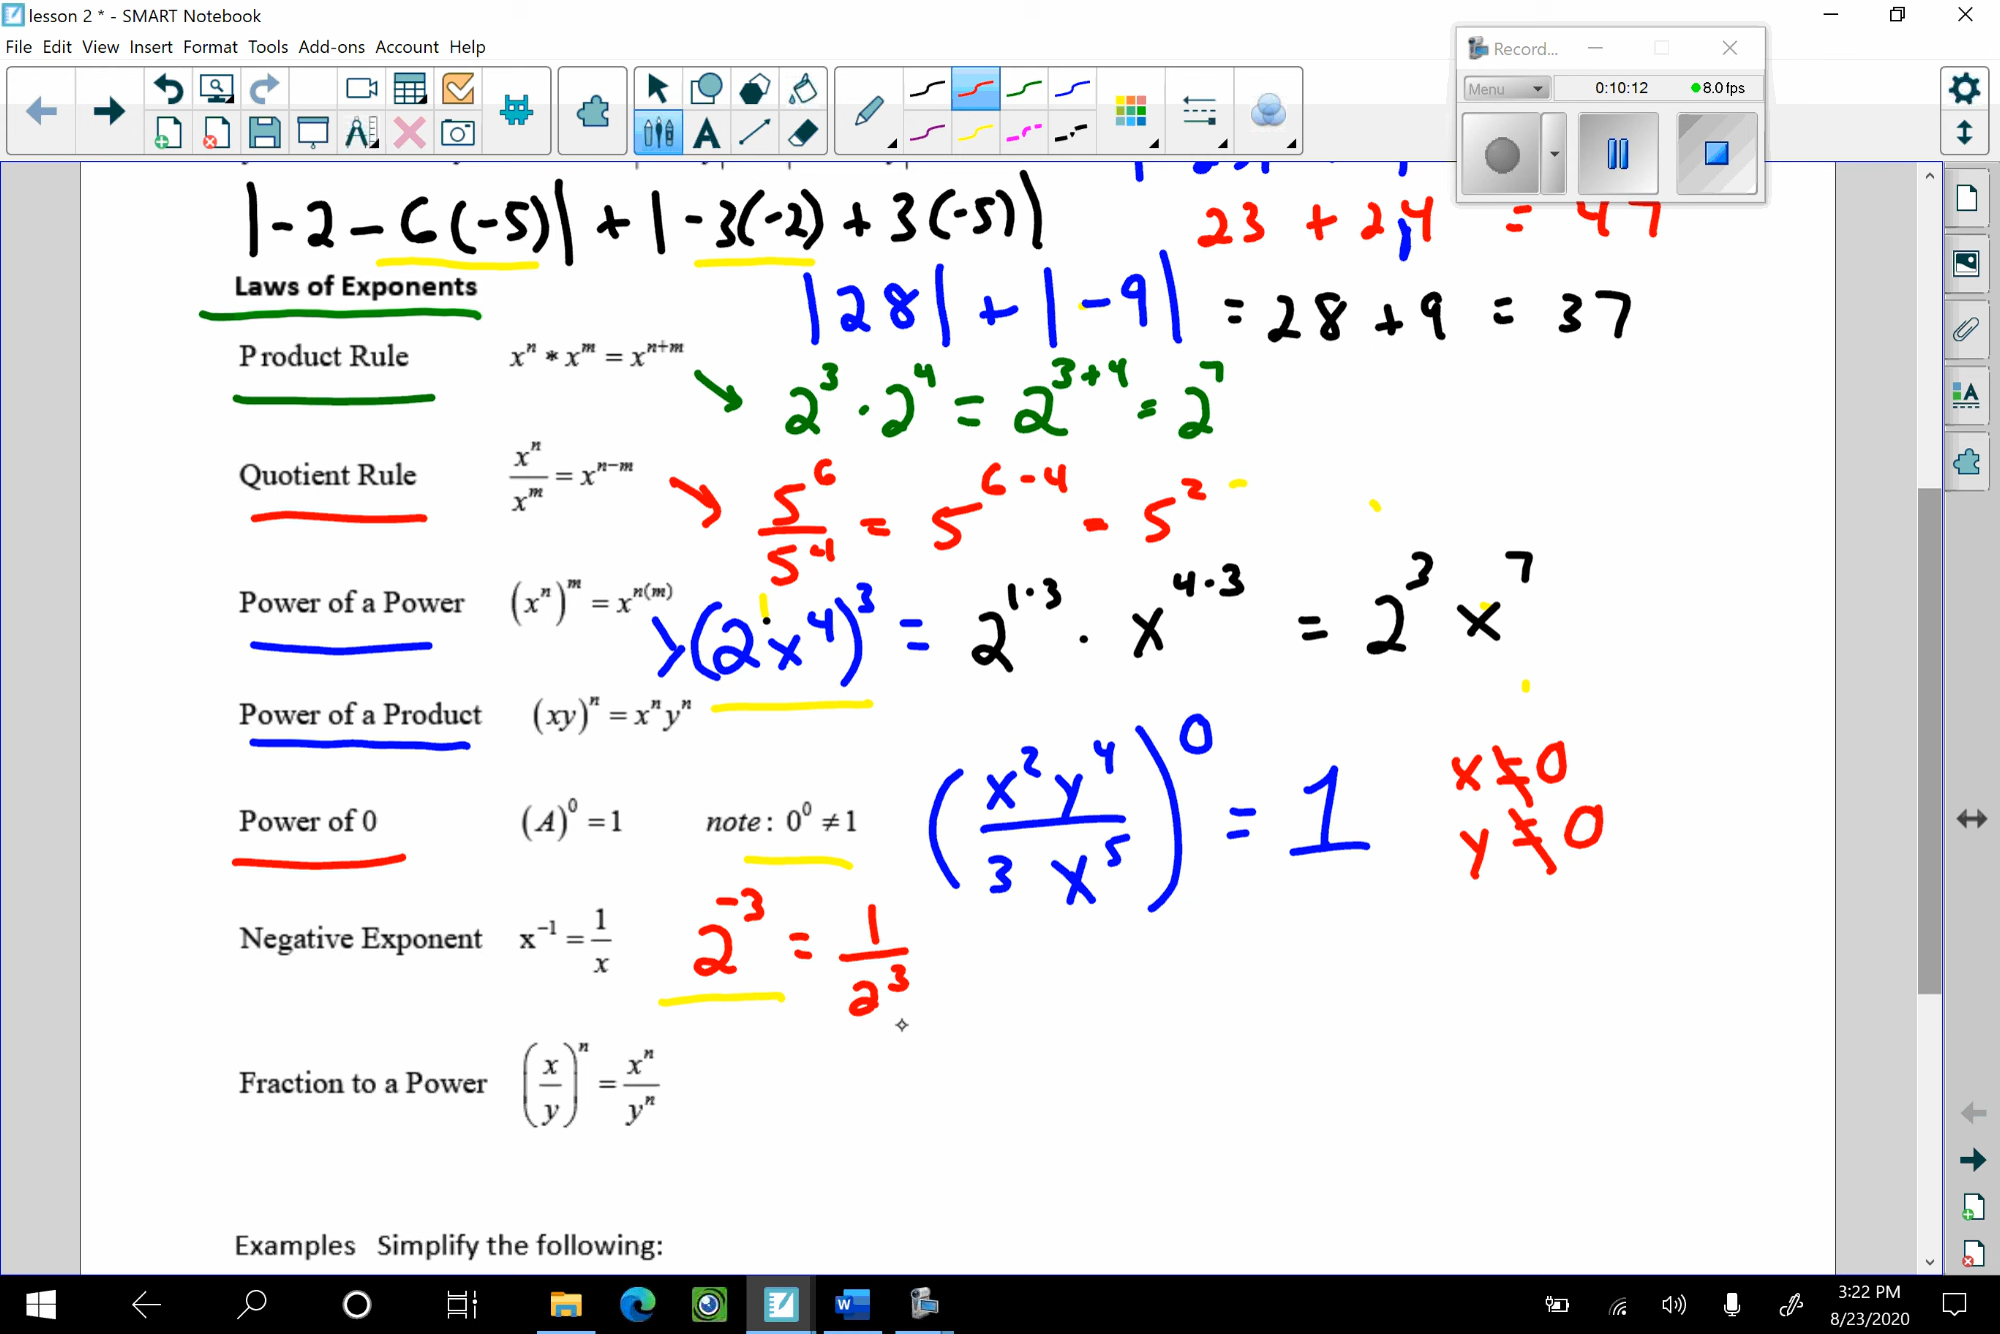 lesson 2 * - SMART Notebook
File Edit View Insert Format Tools Add-ons Account Help
Record...
Menu 0:10:12 8.0 fps
|-2 - 6(-5)| + |-3(-2) + 3(-5)|
23 + 24 = 47
Laws of Exponents
|28| + |-9| = 28 + 9 = 37
Product Rule xⁿ * xᵐ = xⁿ⁺ᵐ
2³ · 2⁴ = 2³⁺⁴ = 2⁷
Quotient Rule xⁿ/xᵐ = xⁿ⁻ᵐ
5⁶/5⁴ = 5⁶⁻⁴ = 5²
Power of a Power (xⁿ)ᵐ = x^{n(m)}
(2¹x⁴)³ = 2^{1·3} · x^{4·3} = 2³ x⁷
Power of a Product (xy)ⁿ = xⁿyⁿ
(x²y⁴/3x⁵)⁰ = 1
x ≠ 0
y ≠ 0
Power of 0 (A)⁰ = 1 note: 0⁰ ≠ 1
Negative Exponent x⁻¹ = 1/x
2⁻³ = 1/2³
Fraction to a Power (x/y)ⁿ = xⁿ/yⁿ
Examples Simplify the following:
3:22 PM
8/23/2020